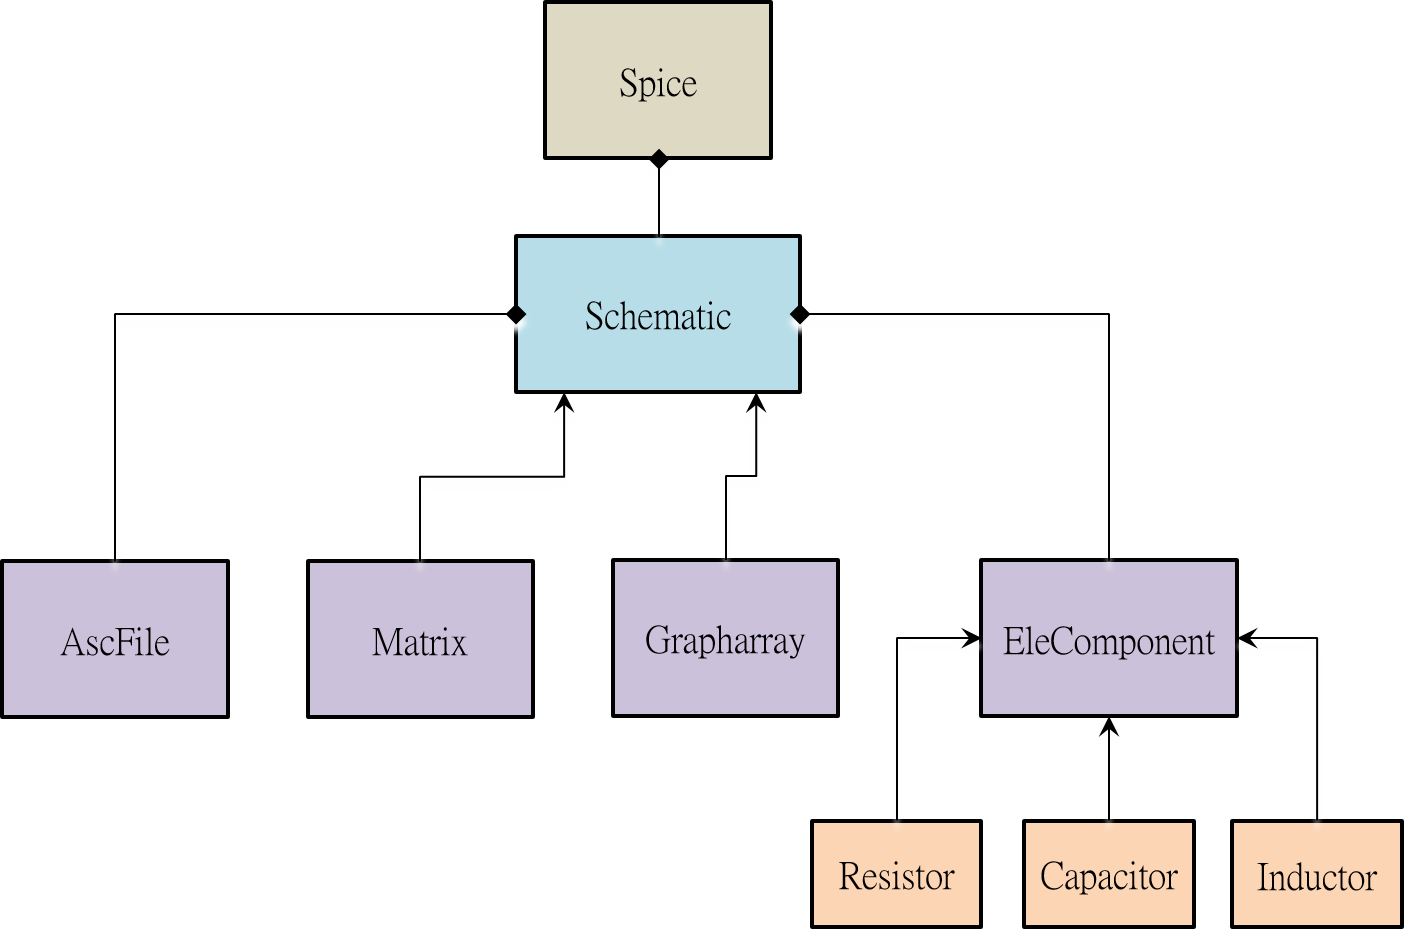 Spice
Schematic
AscFile
Matrix
Grapharray
EleComponent
Resistor
Capacitor
Inductor